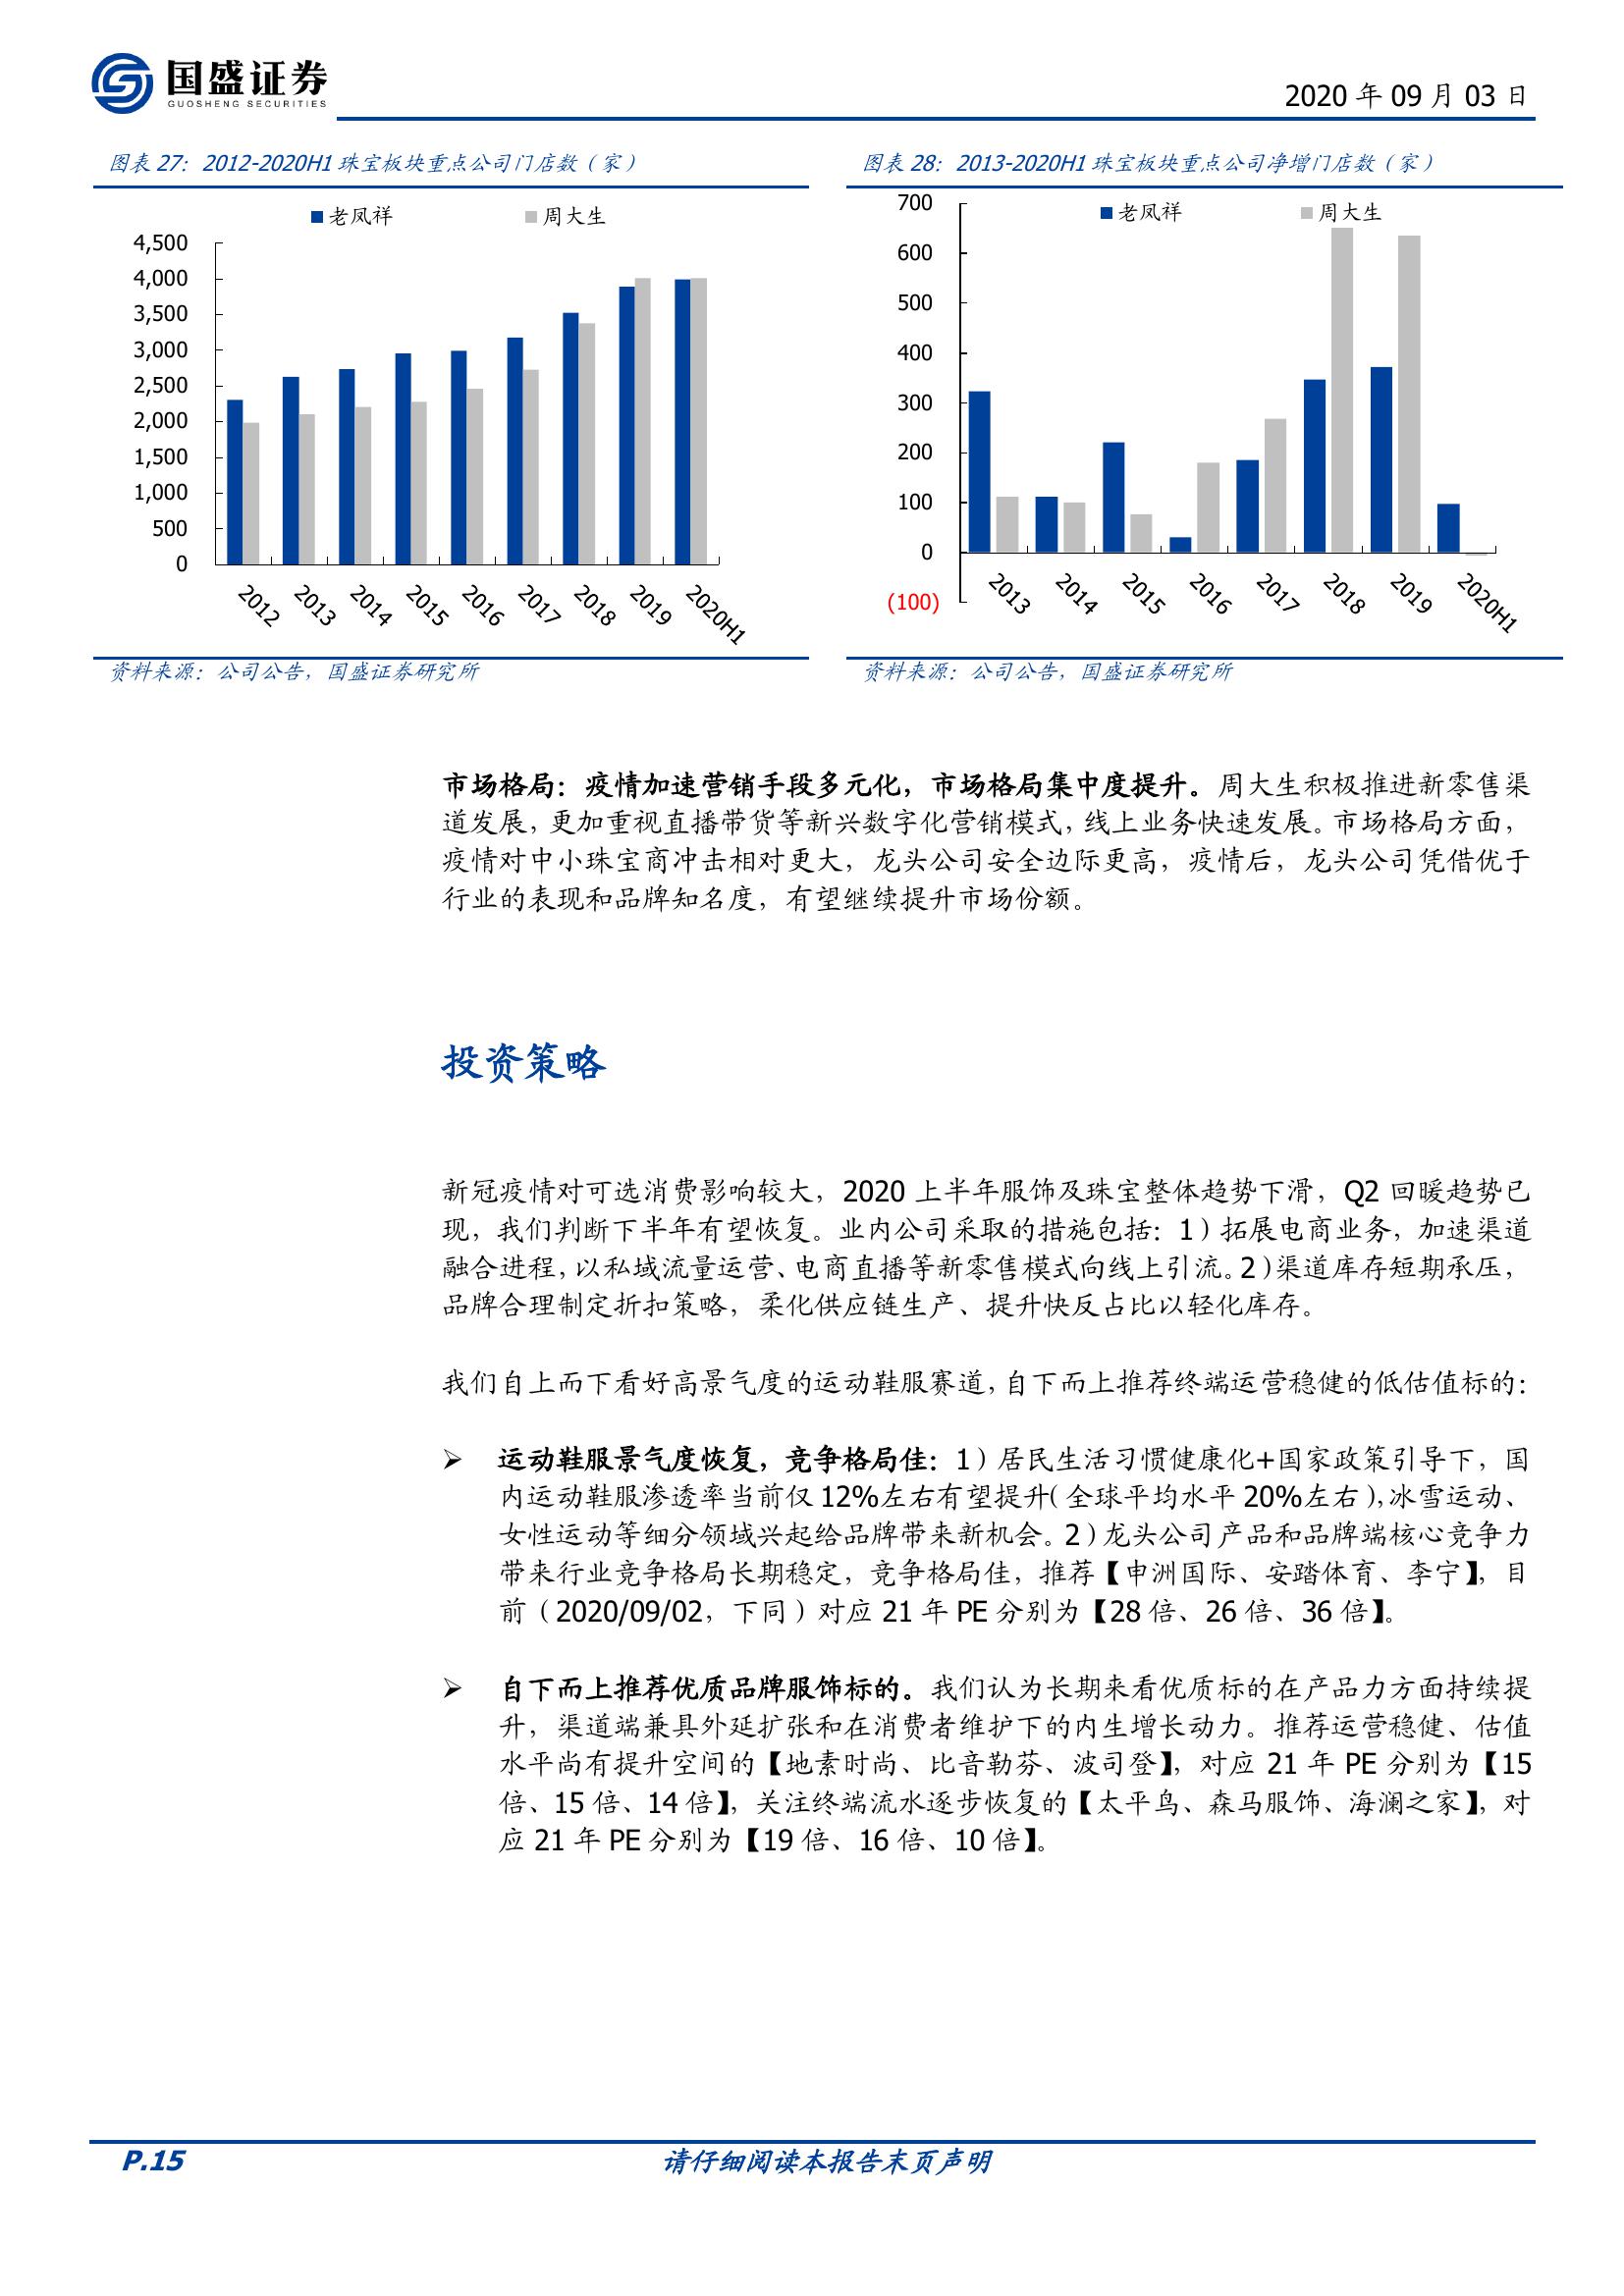 国盛证券
GUOSHENG SECURITIES
2020 年 09 月 03 日
图表 27：2012-2020H1 珠宝板块重点公司门店数（家）
老凤祥
周大生
4,500
4,000
3,500
3,000
2,500
2,000
1,500
1,000
500
0
2012
2013
2014
2015
2016
2017
2018
2019
2020H1
资料来源：公司公告，国盛证券研究所
图表 28：2013-2020H1 珠宝板块重点公司净增门店数（家）
老凤祥
周大生
700
600
500
400
300
200
100
0
(100)
2013
2014
2015
2016
2017
2018
2019
2020H1
资料来源：公司公告，国盛证券研究所
市场格局：疫情加速营销手段多元化，市场格局集中度提升。周大生积极推进新零售渠
道发展，更加重视直播带货等新兴数字化营销模式，线上业务快速发展。市场格局方面，
疫情对中小珠宝商冲击相对更大，龙头公司安全边际更高，疫情后，龙头公司凭借优于
行业的表现和品牌知名度，有望继续提升市场份额。
投资策略
新冠疫情对可选消费影响较大，2020 上半年服饰及珠宝整体趋势下滑，Q2 回暖趋势已
现，我们判断下半年有望恢复。业内公司采取的措施包括：1）拓展电商业务，加速渠道
融合进程，以私域流量运营、电商直播等新零售模式向线上引流。2）渠道库存短期承压，
品牌合理制定折扣策略，柔化供应链生产、提升快反占比以轻化库存。
我们自上而下看好高景气度的运动鞋服赛道，自下而上推荐终端运营稳健的低估值标的：
➢ 运动鞋服景气度恢复，竞争格局佳：1）居民生活习惯健康化+国家政策引导下，国
内运动鞋服渗透率当前仅 12%左右有望提升（全球平均水平 20%左右），冰雪运动、
女性运动等细分领域兴起给品牌带来新机会。2）龙头公司产品和品牌端核心竞争力
带来行业竞争格局长期稳定，竞争格局佳，推荐【申洲国际、安踏体育、李宁】，目
前（2020/09/02，下同）对应 21 年 PE 分别为【28 倍、26 倍、36 倍】。
➢ 自下而上推荐优质品牌服饰标的。我们认为长期来看优质标的在产品力方面持续提
升，渠道端兼具外延扩张和在消费者维护下的内生增长动力。推荐运营稳健、估值
水平尚有提升空间的【地素时尚、比音勒芬、波司登】，对应 21 年 PE 分别为【15
倍、15 倍、14 倍】，关注终端流水逐步恢复的【太平鸟、森马服饰、海澜之家】，对
应 21 年 PE 分别为【19 倍、16 倍、10 倍】。
P.15
请仔细阅读本报告末页声明